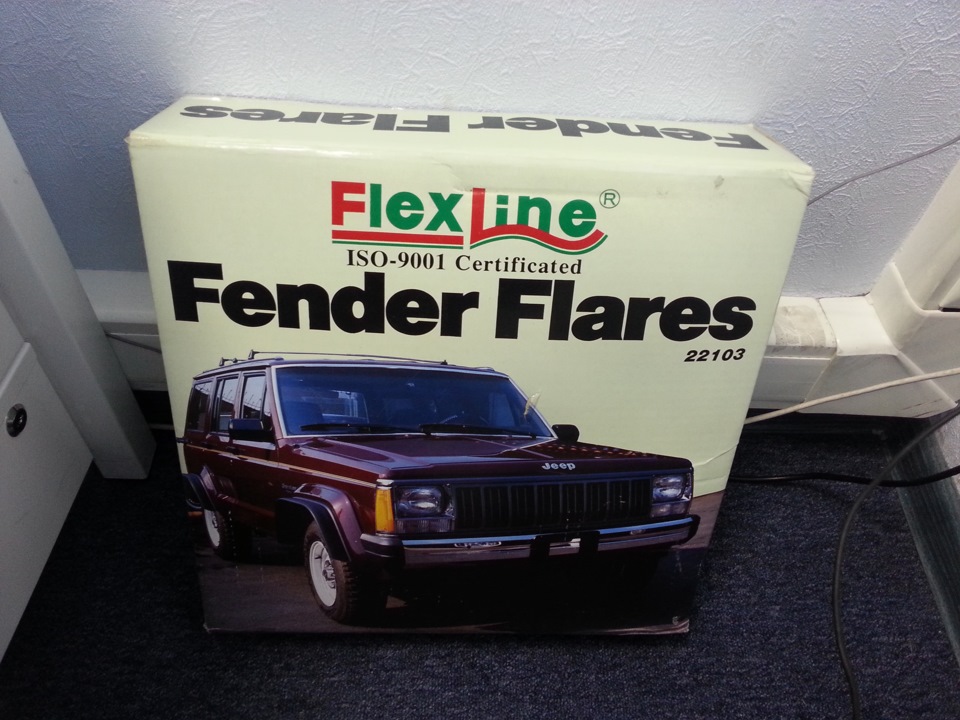 Fender Flares
FlexLine®
ISO-9001 Certificated
Fender Flares
22103
Jeep